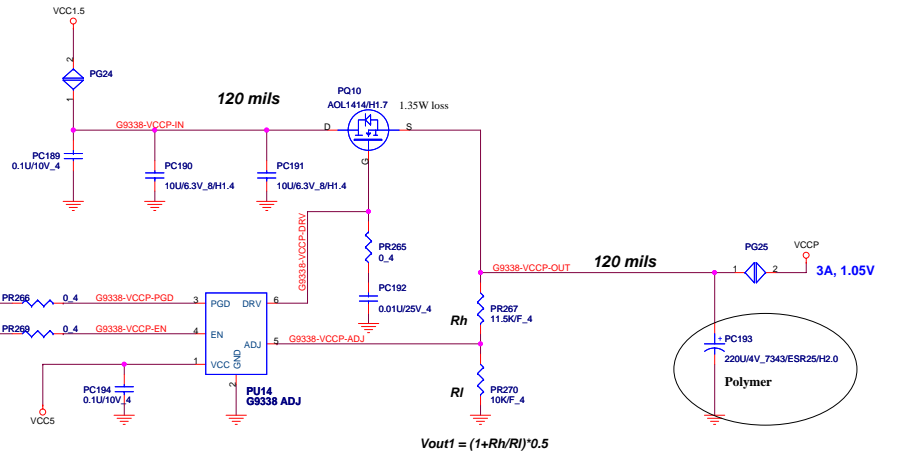 VCC1.5
2
PG24
1
120 mils
PQ10
AOL1414/H1.7
1.35W loss
G9338-VCCP-IN
D
S
G
PC189
0.1U/10V_4
PC190
10U/6.3V_8/H1.4
PC191
10U/6.3V_8/H1.4
G9338-VCCP-DRV
PR265
0_4
PC192
0.01U/25V_4
G9338-VCCP-OUT
120 mils
PG25
1
2
VCCP
3A, 1.05V
PR266
0_4
G9338-VCCP-PGD
3
PGD
DRV
6
PR269
0_4
G9338-VCCP-EN
4
EN
ADJ
5
G9338-VCCP-ADJ
1
VCC
GND
2
PU14
G9338 ADJ
PC194
0.1U/10V_4
VCC5
Rh
PR267
11.5K/F_4
Rl
PR270
10K/F_4
+
PC193
220U/4V_7343/ESR25/H2.0
Polymer
Vout1 = (1+Rh/Rl)*0.5